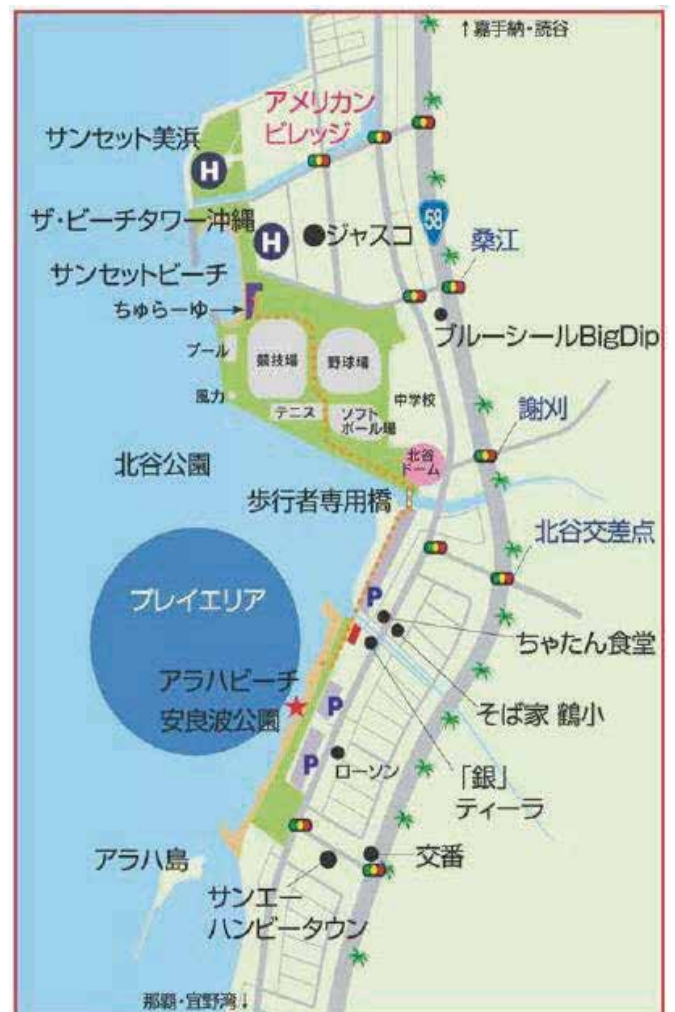 ↑嘉手納・読谷
アメリカン
ビレッジ
サンセット美浜
H
ザ・ビーチタワー沖縄
H
ジャスコ
58
桑江
サンセットビーチ
ちゅらーゆ
ブルーシールBigDip
プール
競技場
野球場
風力
テニス
ソフト
ボール場
中学校
謝刈
北谷
ドーム
北谷公園
歩行者専用橋
北谷交差点
プレイエリア
P
ちゃたん食堂
アラハビーチ
安良波公園
P
そば家 鶴小
P
ローソン
「銀」
ティーラ
アラハ島
交番
サンエー
ハンビータウン
那覇・宜野湾↓